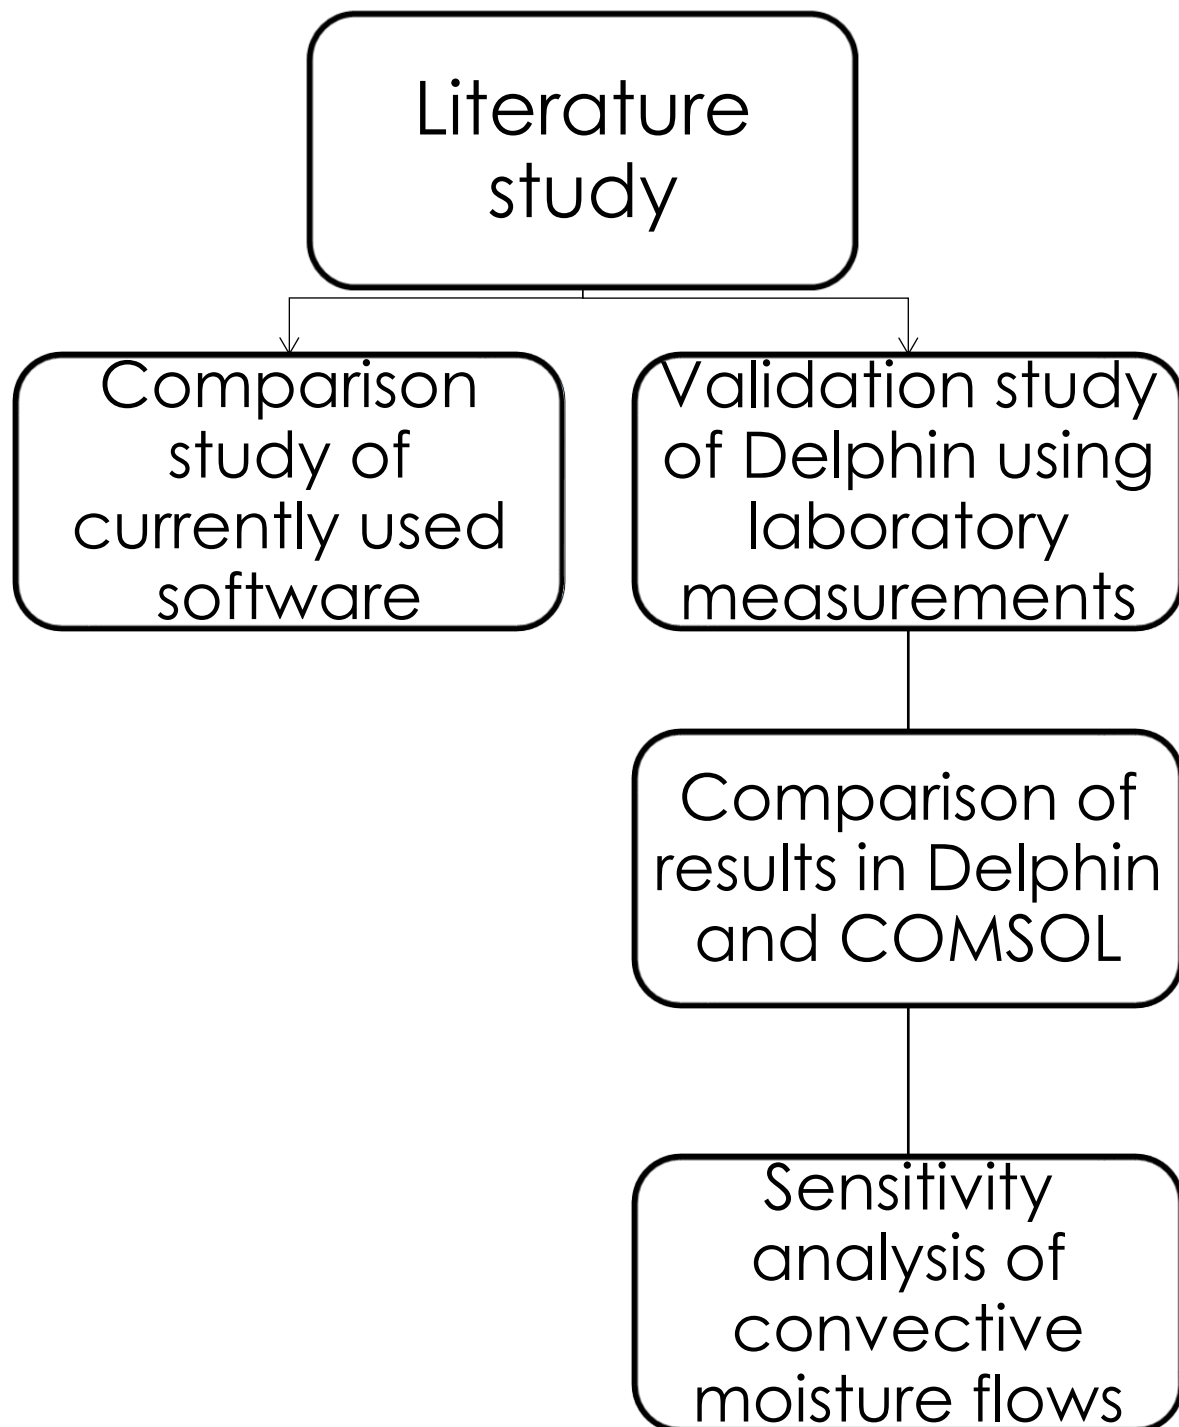 Literature
study
Comparison
study of
currently used
software
Validation study
of Delphin using
laboratory
measurements
Comparison of
results in Delphin
and COMSOL
Sensitivity
analysis of
convective
moisture flows